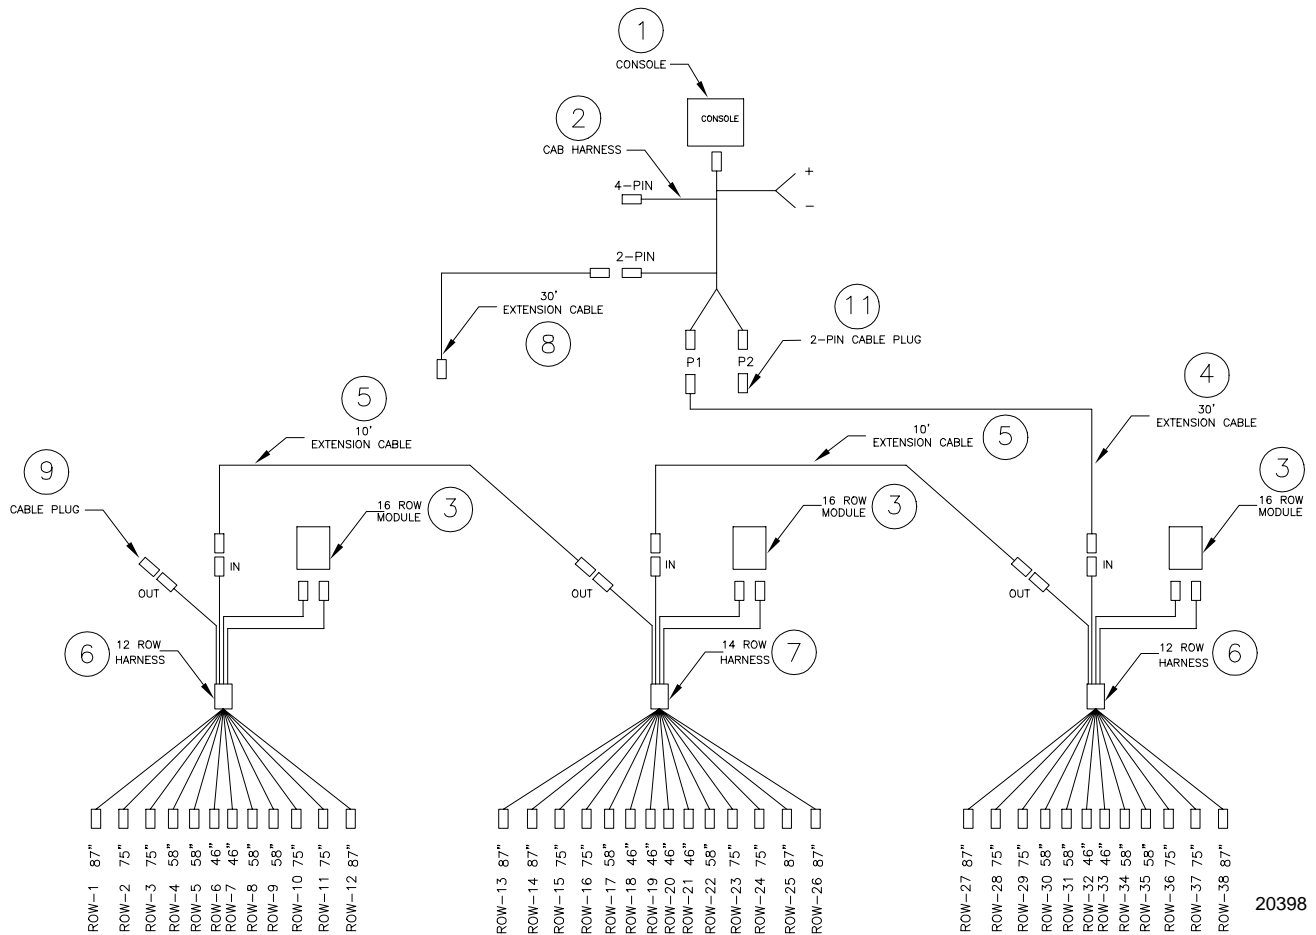 1
CONSOLE
CONSOLE
2
CAB HARNESS
4-PIN
+
-
2-PIN
30'
EXTENSION CABLE
8
11
2-PIN CABLE PLUG
P1
P2
4
30'
EXTENSION CABLE
5
10'
EXTENSION CABLE
10'
EXTENSION CABLE
5
9
CABLE PLUG
16 ROW
MODULE
3
16 ROW
MODULE
3
3
16 ROW
MODULE
IN
OUT
IN
OUT
IN
OUT
6
12 ROW
HARNESS
14 ROW
HARNESS
7
12 ROW
HARNESS
6
ROW-1 87"
ROW-2 75"
ROW-3 75"
ROW-4 58"
ROW-5 58"
ROW-6 46"
ROW-7 46"
ROW-8 58"
ROW-9 58"
ROW-10 75"
ROW-11 75"
ROW-12 87"
ROW-13 87"
ROW-14 87"
ROW-15 75"
ROW-16 75"
ROW-17 58"
ROW-18 46"
ROW-19 46"
ROW-20 46"
ROW-21 46"
ROW-22 58"
ROW-23 75"
ROW-24 75"
ROW-25 87"
ROW-26 87"
ROW-27 87"
ROW-28 75"
ROW-29 75"
ROW-30 58"
ROW-31 58"
ROW-32 46"
ROW-33 46"
ROW-34 58"
ROW-35 58"
ROW-36 75"
ROW-37 75"
ROW-38 87"
20398